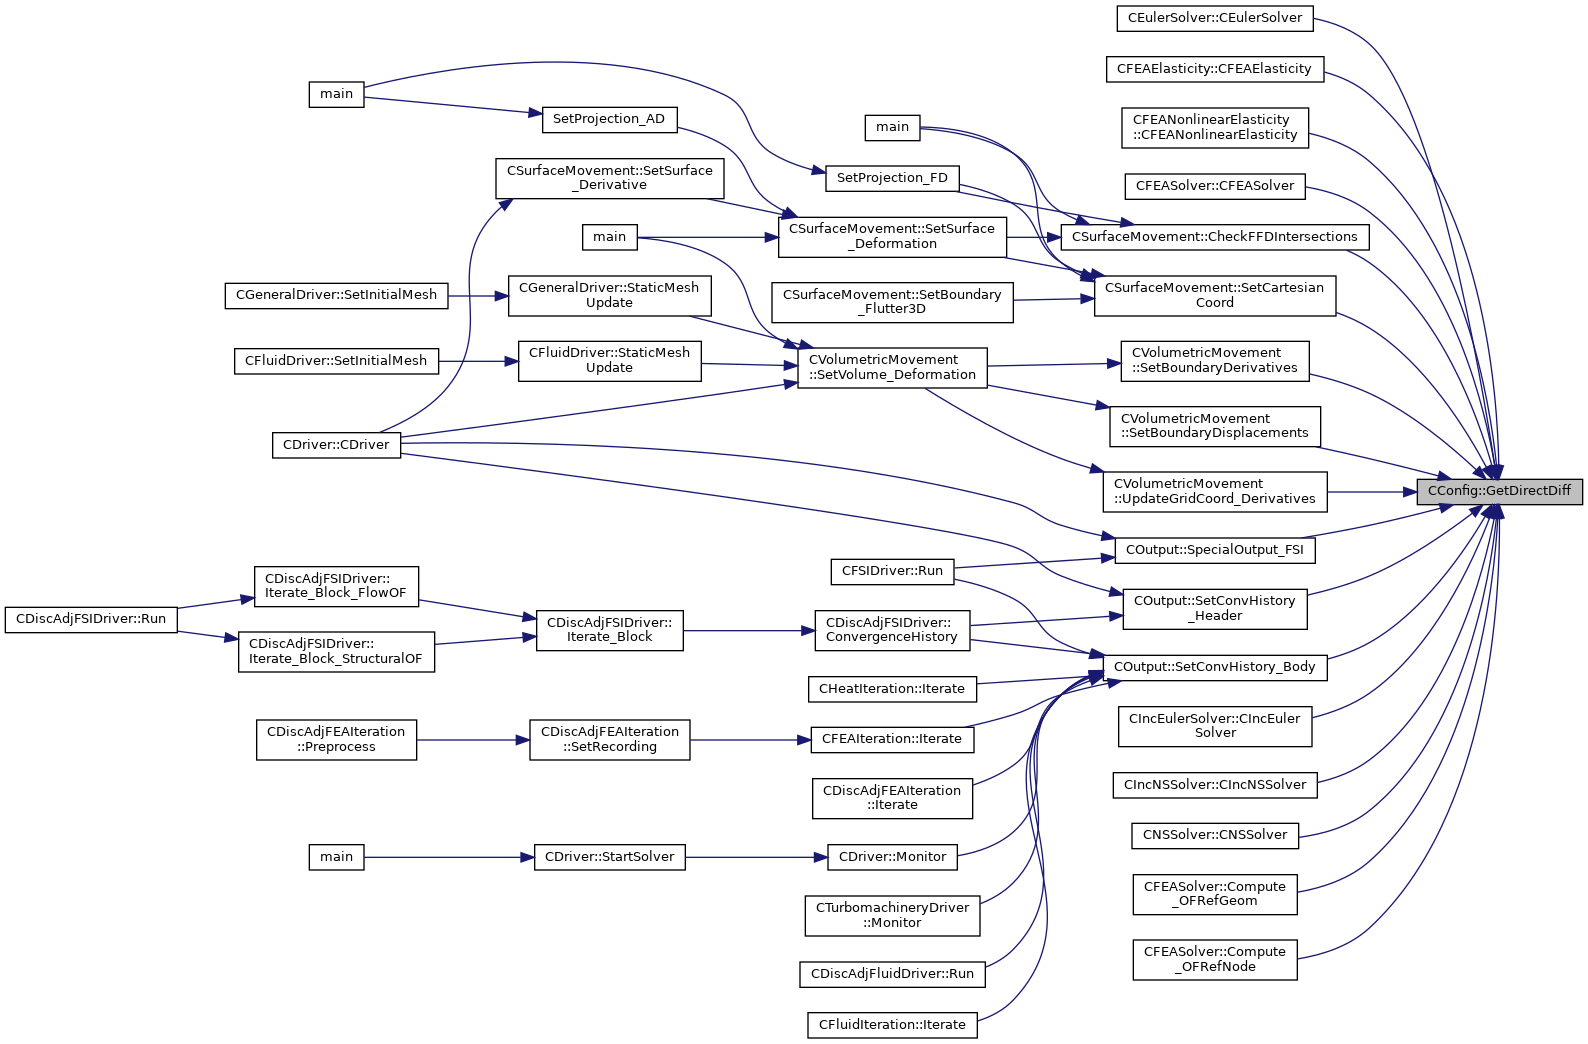 CEulerSolver::CEulerSolver
CFEAElasticity::CFEAElasticity
main
SetProjection_AD
CFEANonlinearElasticity
::CFEANonlinearElasticity
main
CSurfaceMovement::SetSurface
_Derivative
SetProjection_FD
CFEASolver::CFEASolver
main
CSurfaceMovement::SetSurface
_Deformation
CSurfaceMovement::CheckFFDIntersections
CGeneralDriver::SetInitialMesh
CGeneralDriver::StaticMesh
Update
CSurfaceMovement::SetBoundary
_Flutter3D
CSurfaceMovement::SetCartesian
Coord
CFluidDriver::SetInitialMesh
CFluidDriver::StaticMesh
Update
CVolumetricMovement
::SetVolume_Deformation
CVolumetricMovement
::SetBoundaryDerivatives
CDriver::CDriver
CVolumetricMovement
::SetBoundaryDisplacements
CVolumetricMovement
::UpdateGridCoord_Derivatives
CConfig::GetDirectDiff
COutput::SpecialOutput_FSI
CFSIDriver::Run
CDiscAdjFSIDriver::Run
CDiscAdjFSIDriver::
Iterate_Block_FlowOF
CDiscAdjFSIDriver::
Iterate_Block_StructuralOF
CDiscAdjFSIDriver::
Iterate_Block
CDiscAdjFSIDriver::
ConvergenceHistory
COutput::SetConvHistory
_Header
COutput::SetConvHistory_Body
CHeatIteration::Iterate
CDiscAdjFEAIteration
::Preprocess
CDiscAdjFEAIteration
::SetRecording
CFEAIteration::Iterate
CIncEulerSolver::CIncEuler
Solver
CDiscAdjFEAIteration
::Iterate
CIncNSSolver::CIncNSSolver
main
CDriver::StartSolver
CDriver::Monitor
CNSSolver::CNSSolver
CTurbomachineryDriver
::Monitor
CFEASolver::Compute
_OFRefGeom
CDiscAdjFluidDriver::Run
CFEASolver::Compute
_OFRefNode
CFluidIteration::Iterate